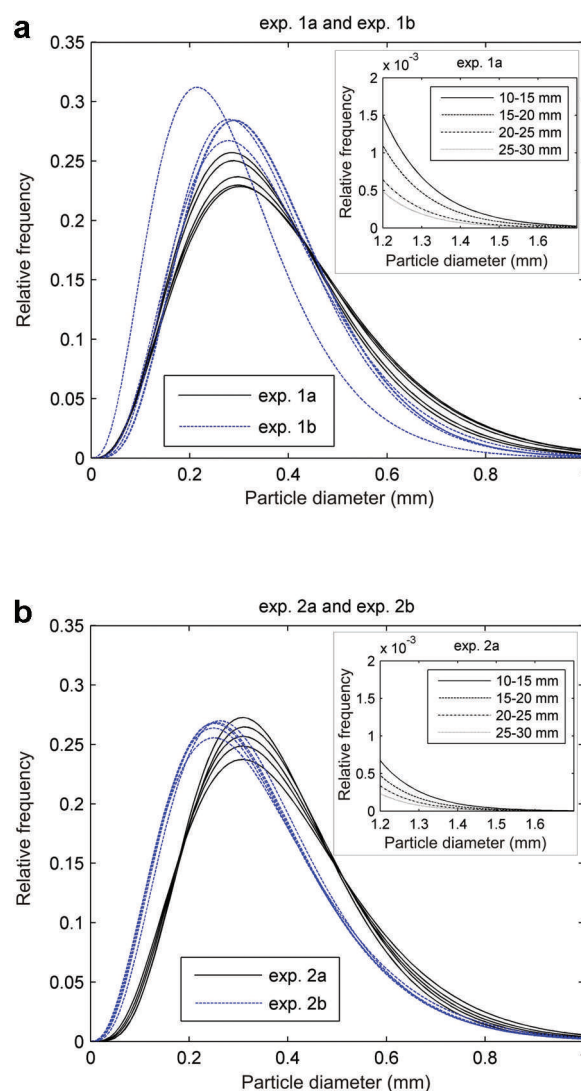 a
exp. 1a and exp. 1b
Relative frequency
0.35
0.3
0.25
0.2
0.15
0.1
0.05
0
0
0.2
0.4
0.6
0.8
Particle diameter (mm)
exp. 1a
exp. 1b
x 10-3
exp. 1a
Relative frequency
2
1.5
1
0.5
0
1.2
1.3
1.4
1.5
1.6
Particle diameter (mm)
10-15 mm
15-20 mm
20-25 mm
25-30 mm
b
exp. 2a and exp. 2b
Relative frequency
0.35
0.3
0.25
0.2
0.15
0.1
0.05
0
0
0.2
0.4
0.6
0.8
Particle diameter (mm)
exp. 2a
exp. 2b
x 10-3
exp. 2a
Relative frequency
2
1.5
1
0.5
0
1.2
1.3
1.4
1.5
1.6
Particle diameter (mm)
10-15 mm
15-20 mm
20-25 mm
25-30 mm